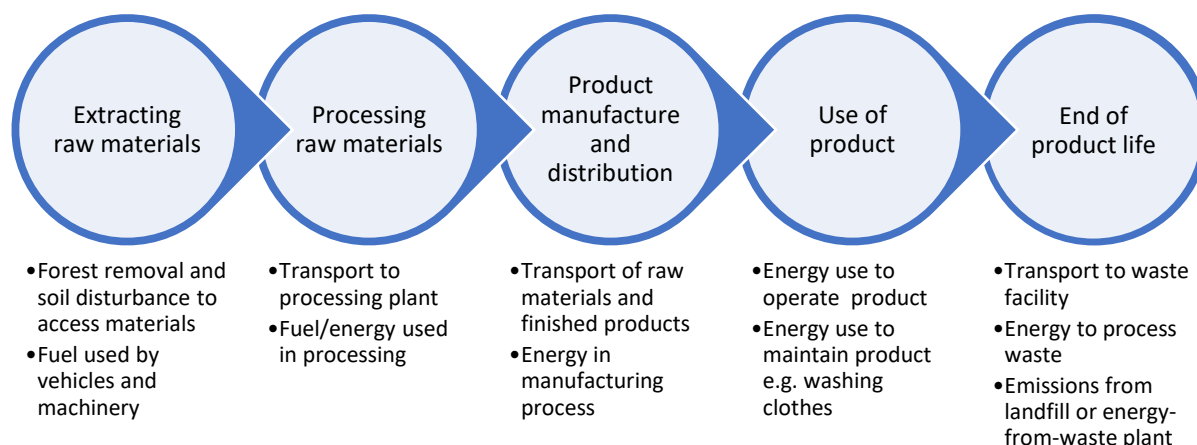 Extracting
raw materials
Processing
raw materials
Product
manufacture
and
distribution
Use of
product
End of
product life
•Forest removal and
soil disturbance to
access materials
•Fuel used by
vehicles and
machinery
•Transport to
processing plant
•Fuel/energy used
in processing
•Transport of raw
materials and
finished products
•Energy in
manufacturing
process
•Energy use to
operate  product
•Energy use to
maintain product
e.g. washing
clothes
•Transport to waste
facility
•Energy to process
waste
•Emissions from
landfill or energy-
from-waste plant